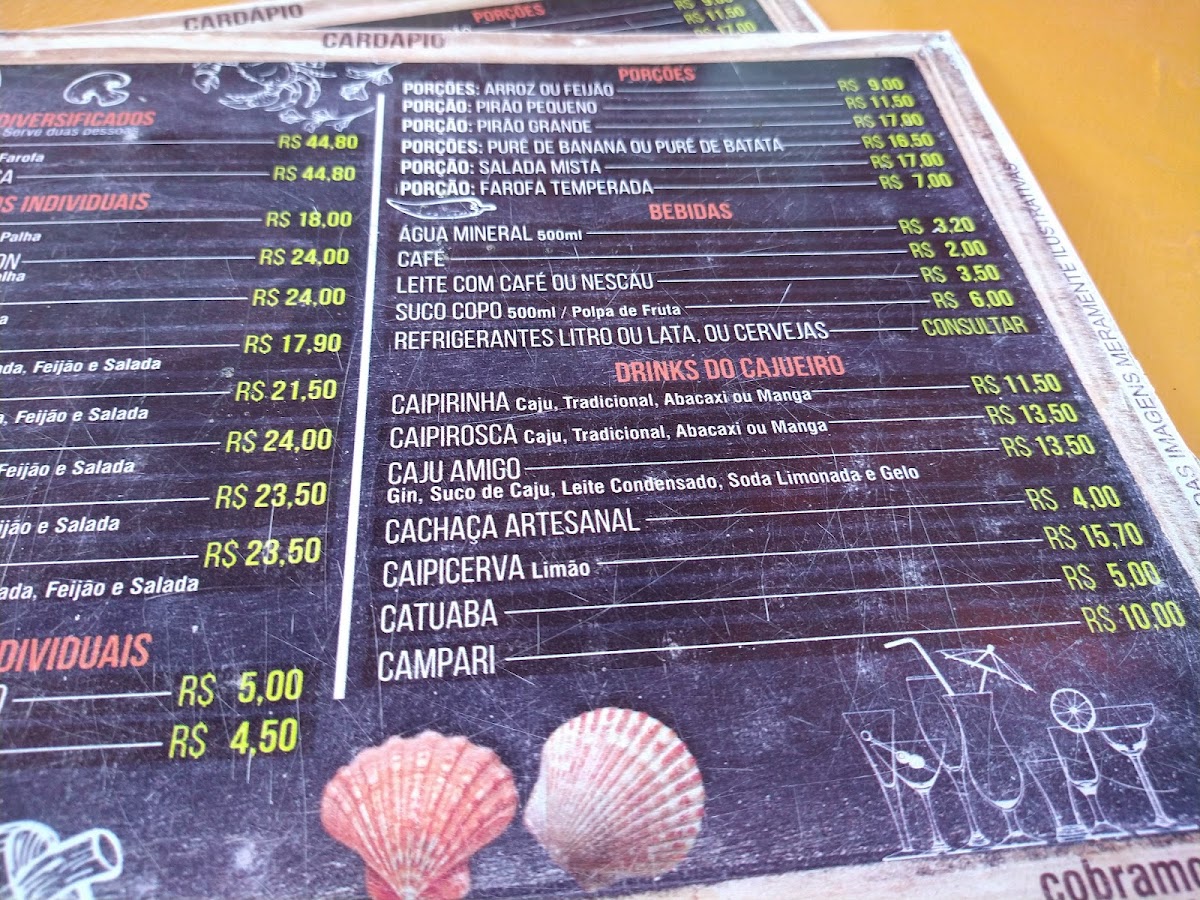 CARDÁPIO
PORÇÕES
R$ 11,50
R$ 17,00
CARDÁPIO
DIVERSIFICADOS
Serve duas pessoas
R$ 44,80
Farofa
R$ 44,80
INDIVIDUAIS
R$ 18,00
Palha
R$ 24,00
R$ 24,00
R$ 17,90
Feijão e Salada
R$ 21,50
Feijão e Salada
R$ 24,00
Feijão e Salada
R$ 23,50
e Salada
R$ 23,50
Feijão e Salada
DIVIDUAIS
R$ 5,00
R$ 4,50
PORÇÕES
PORÇÕES: ARROZ OU FEIJÃO R$ 9,00
PORÇÃO: PIRÃO PEQUENO R$ 11,50
PORÇÃO: PIRÃO GRANDE R$ 17,00
PORÇÕES: PURÊ DE BANANA OU PURÊ DE BATATA R$ 16,50
PORÇÃO: SALADA MISTA R$ 17,00
PORÇÃO: FAROFA TEMPERADA R$ 7,00
BEBIDAS
ÁGUA MINERAL 500ml R$ 3,20
CAFÉ R$ 2,00
LEITE COM CAFÉ OU NESCAU R$ 3,50
SUCO COPO 500ml / Polpa de Fruta R$ 6,00
REFRIGERANTES LITRO OU LATA, OU CERVEJAS CONSULTAR
DRINKS DO CAJUEIRO
CAIPIRINHA Caju, Tradicional, Abacaxi ou Manga R$ 11,50
CAIPIROSCA Caju, Tradicional, Abacaxi ou Manga R$ 13,50
CAJU AMIGO R$ 13,50
Gin, Suco de Caju, Leite Condensado, Soda Limonada e Gelo
CACHAÇA ARTESANAL R$ 4,00
CAIPICERVA Limão R$ 15,70
CATUABA R$ 5,00
CAMPARI R$ 10,00
AS IMAGENS MERAMENTE ILUSTRATIVAS
cobramo